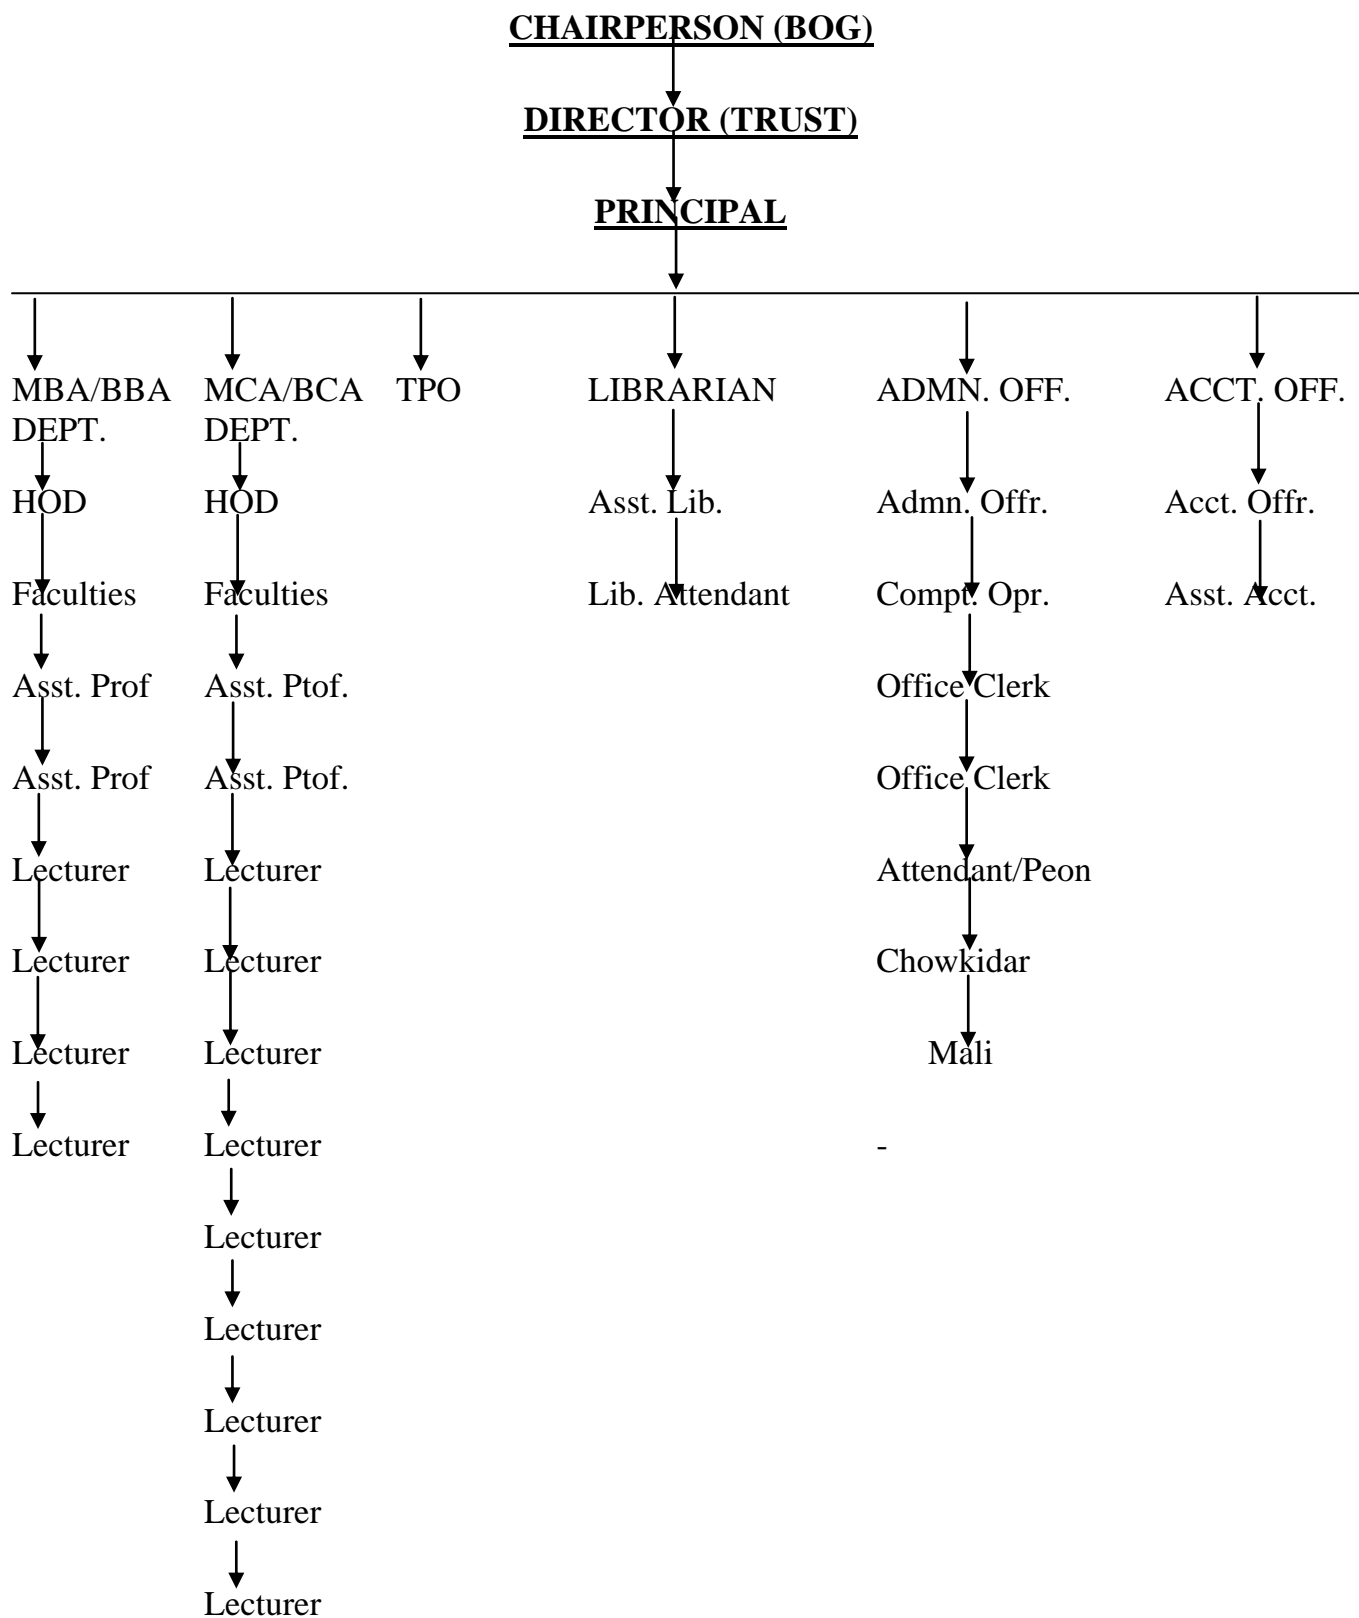 CHAIRPERSON (BOG)
DIRECTOR (TRUST)
PRINCIPAL
MBA/BBA MCA/BCA TPO LIBRARIAN ADMN. OFF. ACCT. OFF.
DEPT. DEPT.
HOD HOD Asst. Lib. Admn. Offr. Acct. Offr.
Faculties Faculties Lib. Attendant Compt. Opr. Asst. Acct.
Asst. Prof Asst. Ptof. Office Clerk
Asst. Prof Asst. Ptof. Office Clerk
Lecturer Lecturer Attendant/Peon
Lecturer Lecturer Chowkidar
Lecturer Lecturer Mali
Lecturer Lecturer -
Lecturer
Lecturer
Lecturer
Lecturer
Lecturer